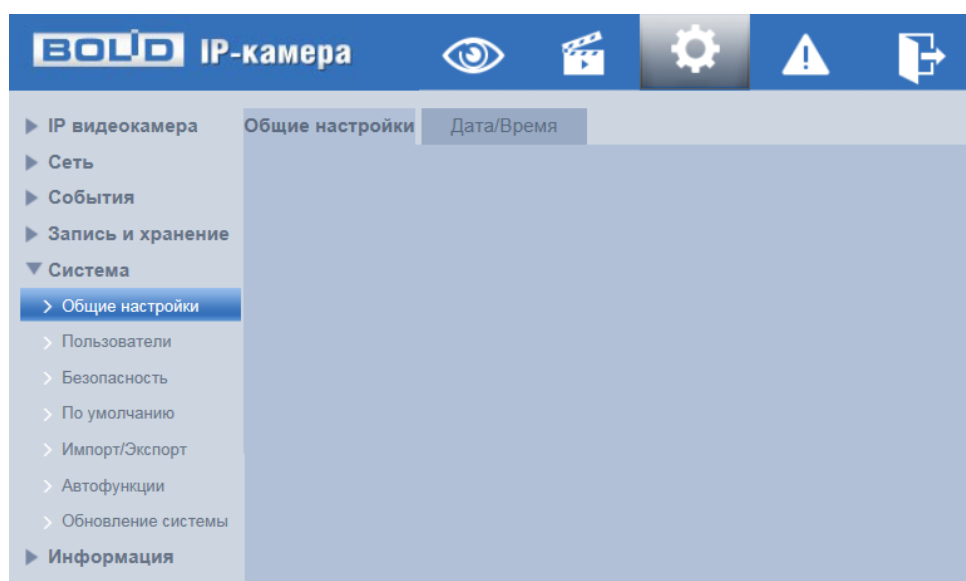 BOLID IP-камера
IP видеокамера
Общие настройки
Дата/Время
Сеть
События
Запись и хранение
Система
Общие настройки
Пользователи
Безопасность
По умолчанию
Импорт/Экспорт
Автофункции
Обновление системы
Информация